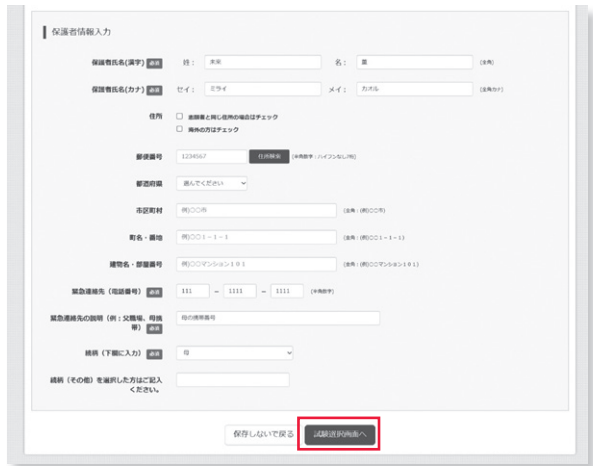 保護者情報入力
保護者氏名(漢字) 必須 姓： 未来 名： 薫 (全角)
保護者氏名(カナ) 必須 セイ： ミライ メイ： カオル (全角カナ)
住所 志願者と同じ住所の場合はチェック
海外の方はチェック
郵便番号 1234567 住所検索 (半角数字：ハイフンなし7桁)
都道府県 選んでください
市区町村 例)○○市 (全角：(例)○○市)
町名・番地 例)○○１－１－１ (全角：(例)○○１－１－１)
建物名・部屋番号 例)○○マンション１０１ (全角：(例)○○マンション１０１)
緊急連絡先（電話番号） 必須 111 － 1111 － 1111 (半角数字)
緊急連絡先の説明（例：父職場、母携
帯） 必須 母の携帯番号
続柄（下欄に入力） 必須 母
続柄（その他）を選択した方はご記入
ください。
保存しないで戻る 試験選択画面へ